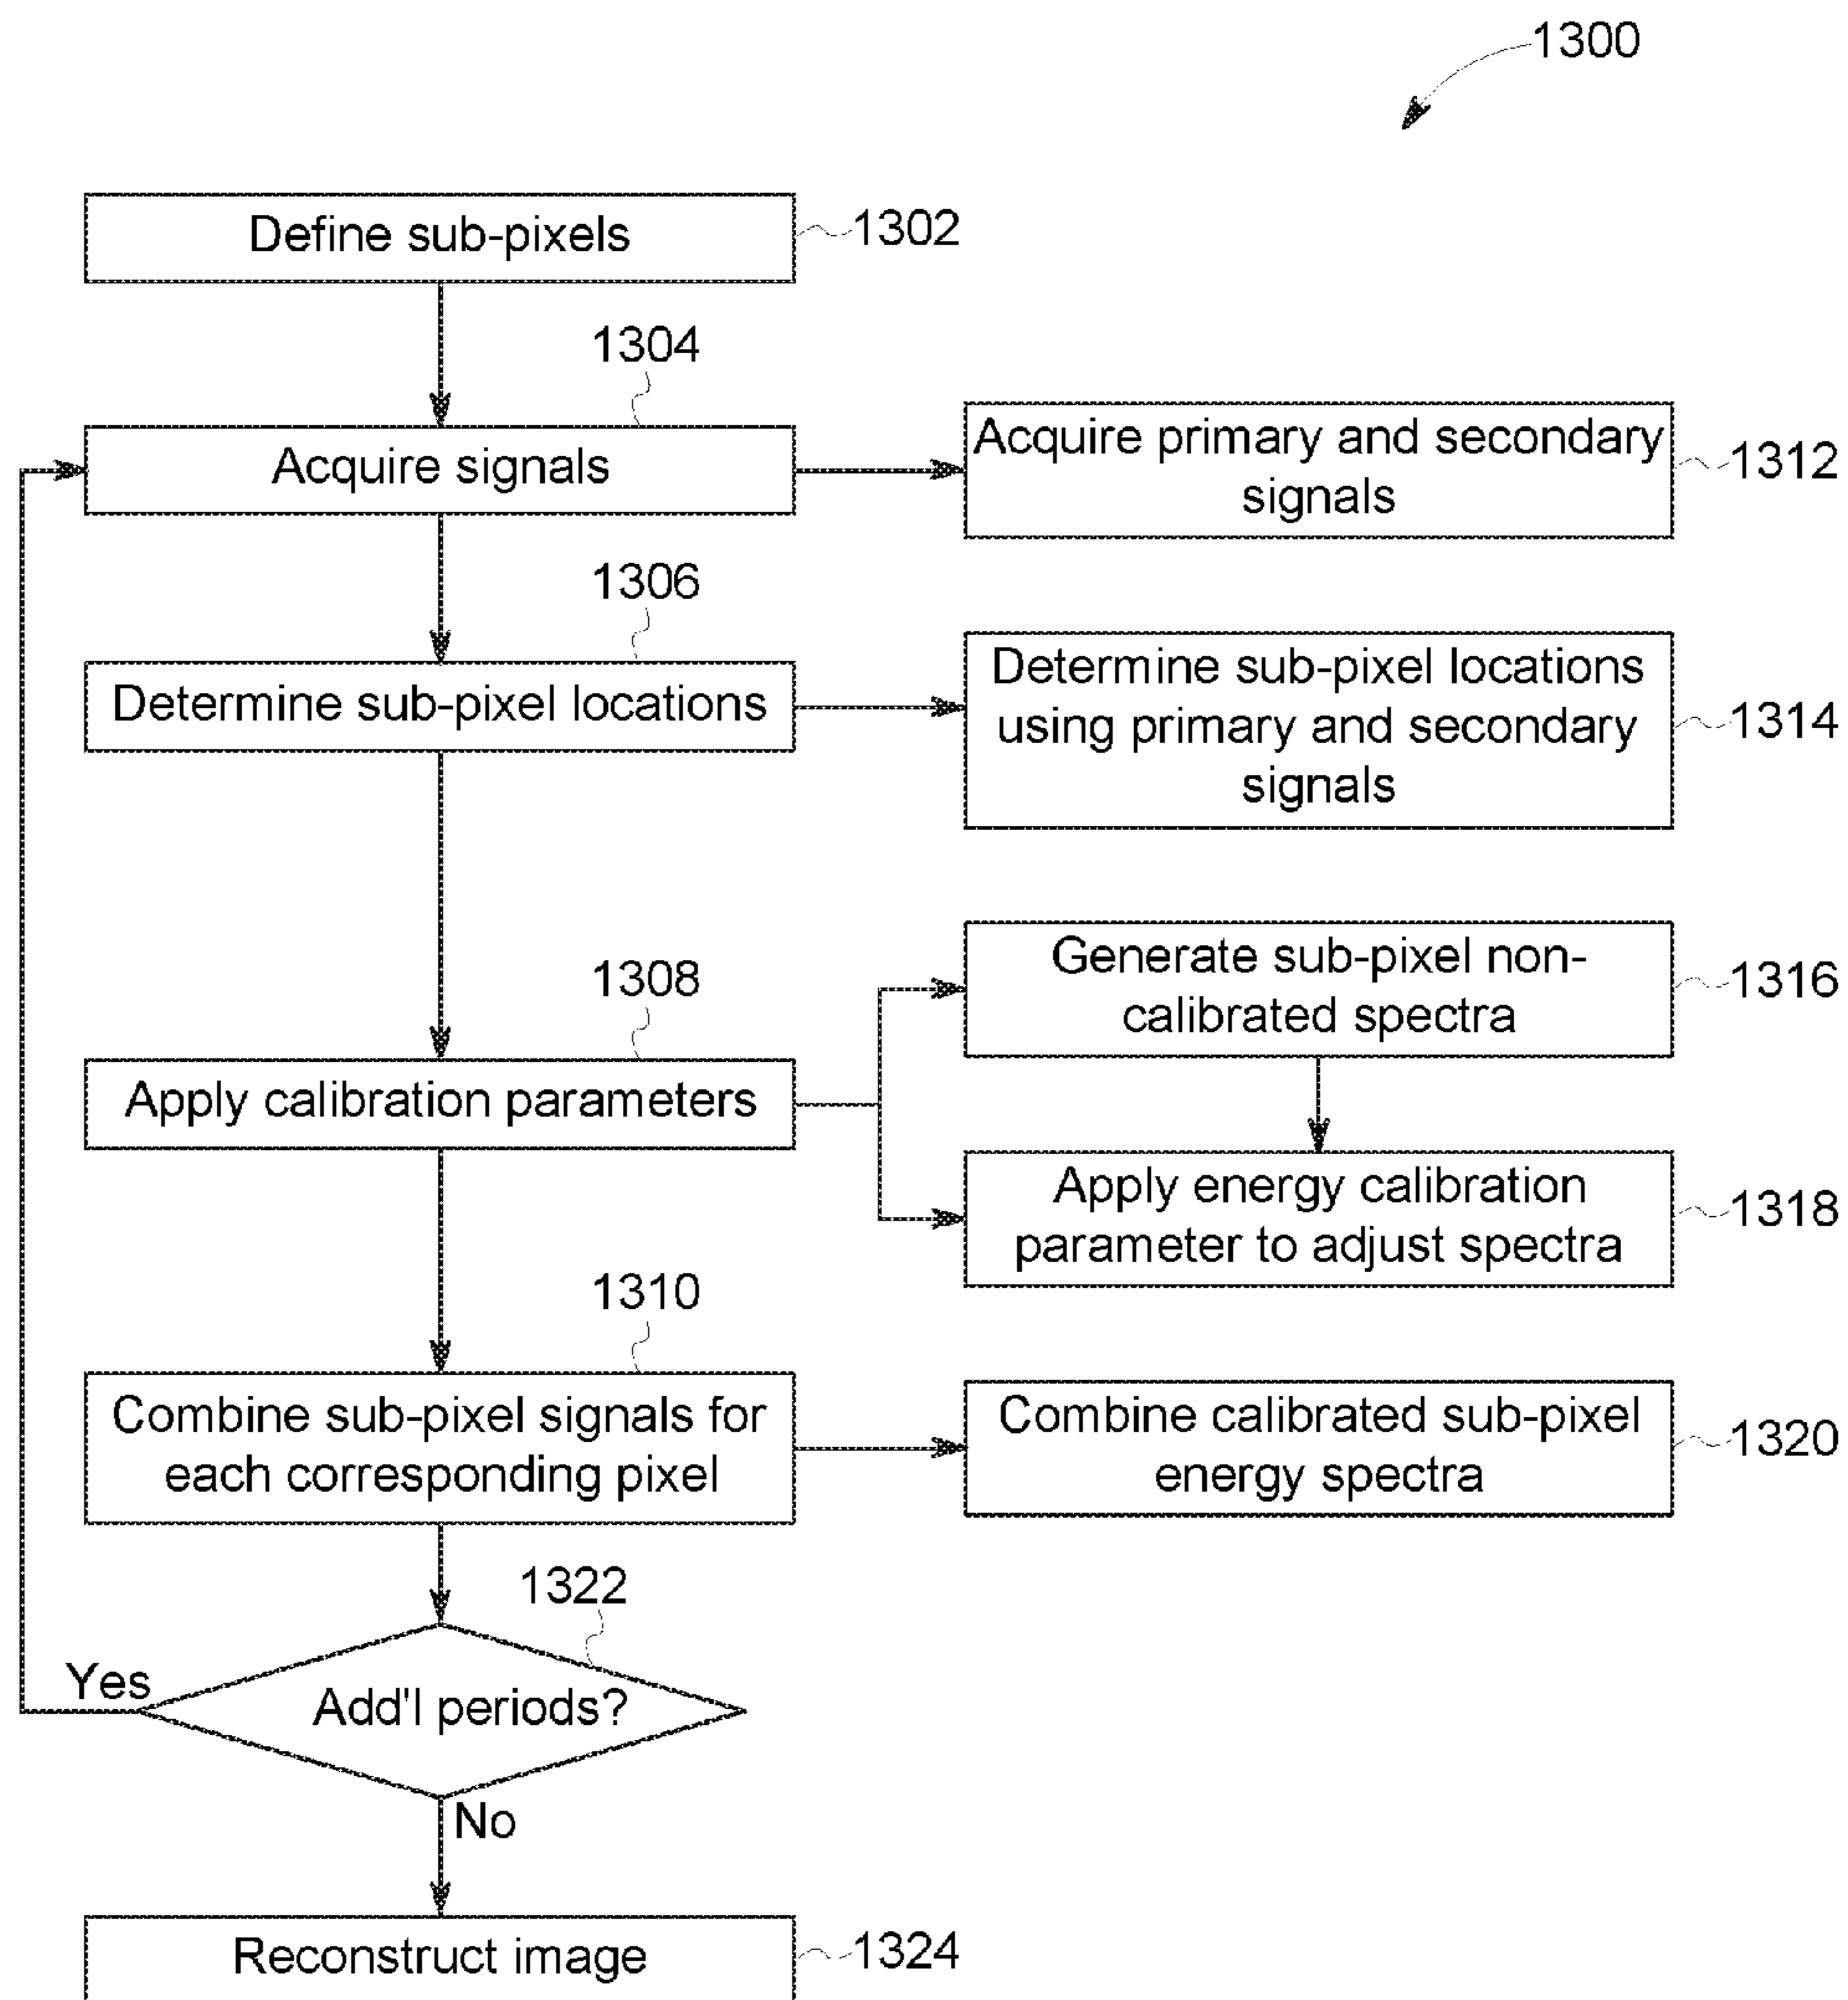 1300
Define sub-pixels
1302
1304
Acquire signals
Acquire primary and secondary
signals
1312
1306
Determine sub-pixel locations
Determine sub-pixel locations
using primary and secondary
signals
1314
1308
Apply calibration parameters
Generate sub-pixel non-
calibrated spectra
1316
Apply energy calibration
parameter to adjust spectra
1318
1310
Combine sub-pixel signals for
each corresponding pixel
Combine calibrated sub-pixel
energy spectra
1320
1322
Yes
Add'l periods?
No
Reconstruct image
1324